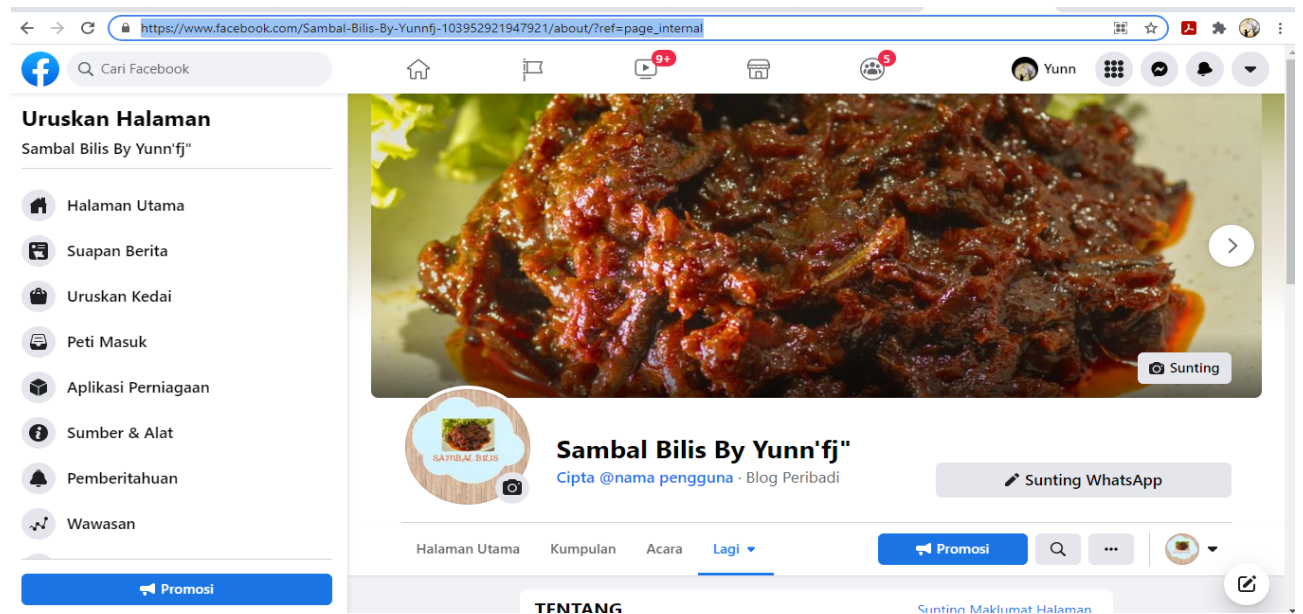 https://www.facebook.com/Sambal-Bilis-By-Yunnfj-103952921947921/about/?ref=page_internal
Cari Facebook
9+
5
Yunn
Uruskan Halaman
Sambal Bilis By Yunn'fj"
Halaman Utama
Suapan Berita
Uruskan Kedai
Peti Masuk
Aplikasi Perniagaan
Sumber & Alat
Pemberitahuan
Wawasan
Promosi
Sunting
SAMBAL BILIS
Sambal Bilis By Yunn'fj"
Cipta @nama pengguna · Blog Peribadi
Sunting WhatsApp
Halaman Utama Kumpulan Acara Lagi Promosi
TENTANG Sunting Maklumat Halaman